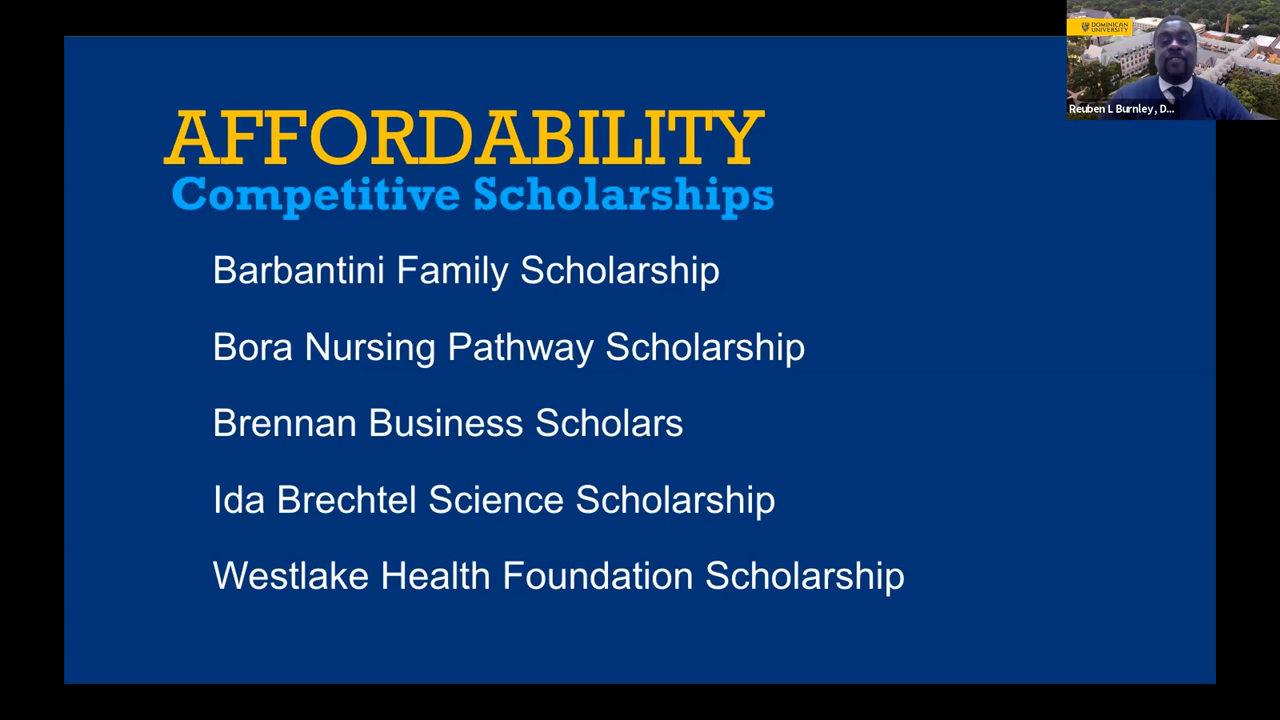 DOMINICAN
UNIVERSITY
Reuben L Burnley, D...
AFFORDABILITY
Competitive Scholarships
Barbantini Family Scholarship
Bora Nursing Pathway Scholarship
Brennan Business Scholars
Ida Brechtel Science Scholarship
Westlake Health Foundation Scholarship